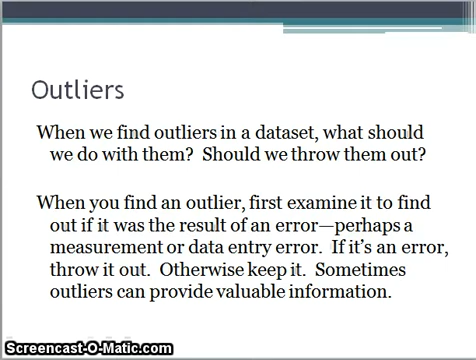 Outliers
When we find outliers in a dataset, what should
we do with them?  Should we throw them out?
When you find an outlier, first examine it to find
out if it was the result of an error—perhaps a
measurement or data entry error.  If it's an error,
throw it out.  Otherwise keep it.  Sometimes
outliers can provide valuable information.
Screencast-O-Matic.com